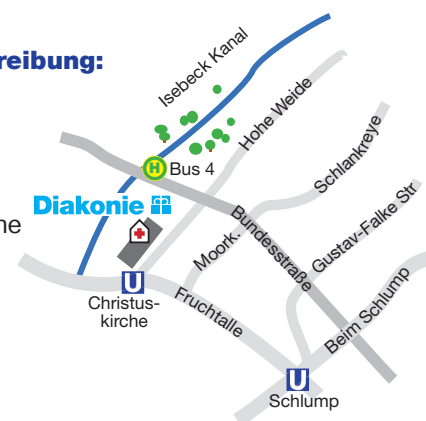 reibung:
Isebeck Kanal
Hohe Weide
H Bus 4
Schlankreye
Diakonie
ne
Moork.
Bundesstraße
Gustav-Falke Str
U
Christus-
kirche
Fruchtalle
Beim Schlump
U
Schlump